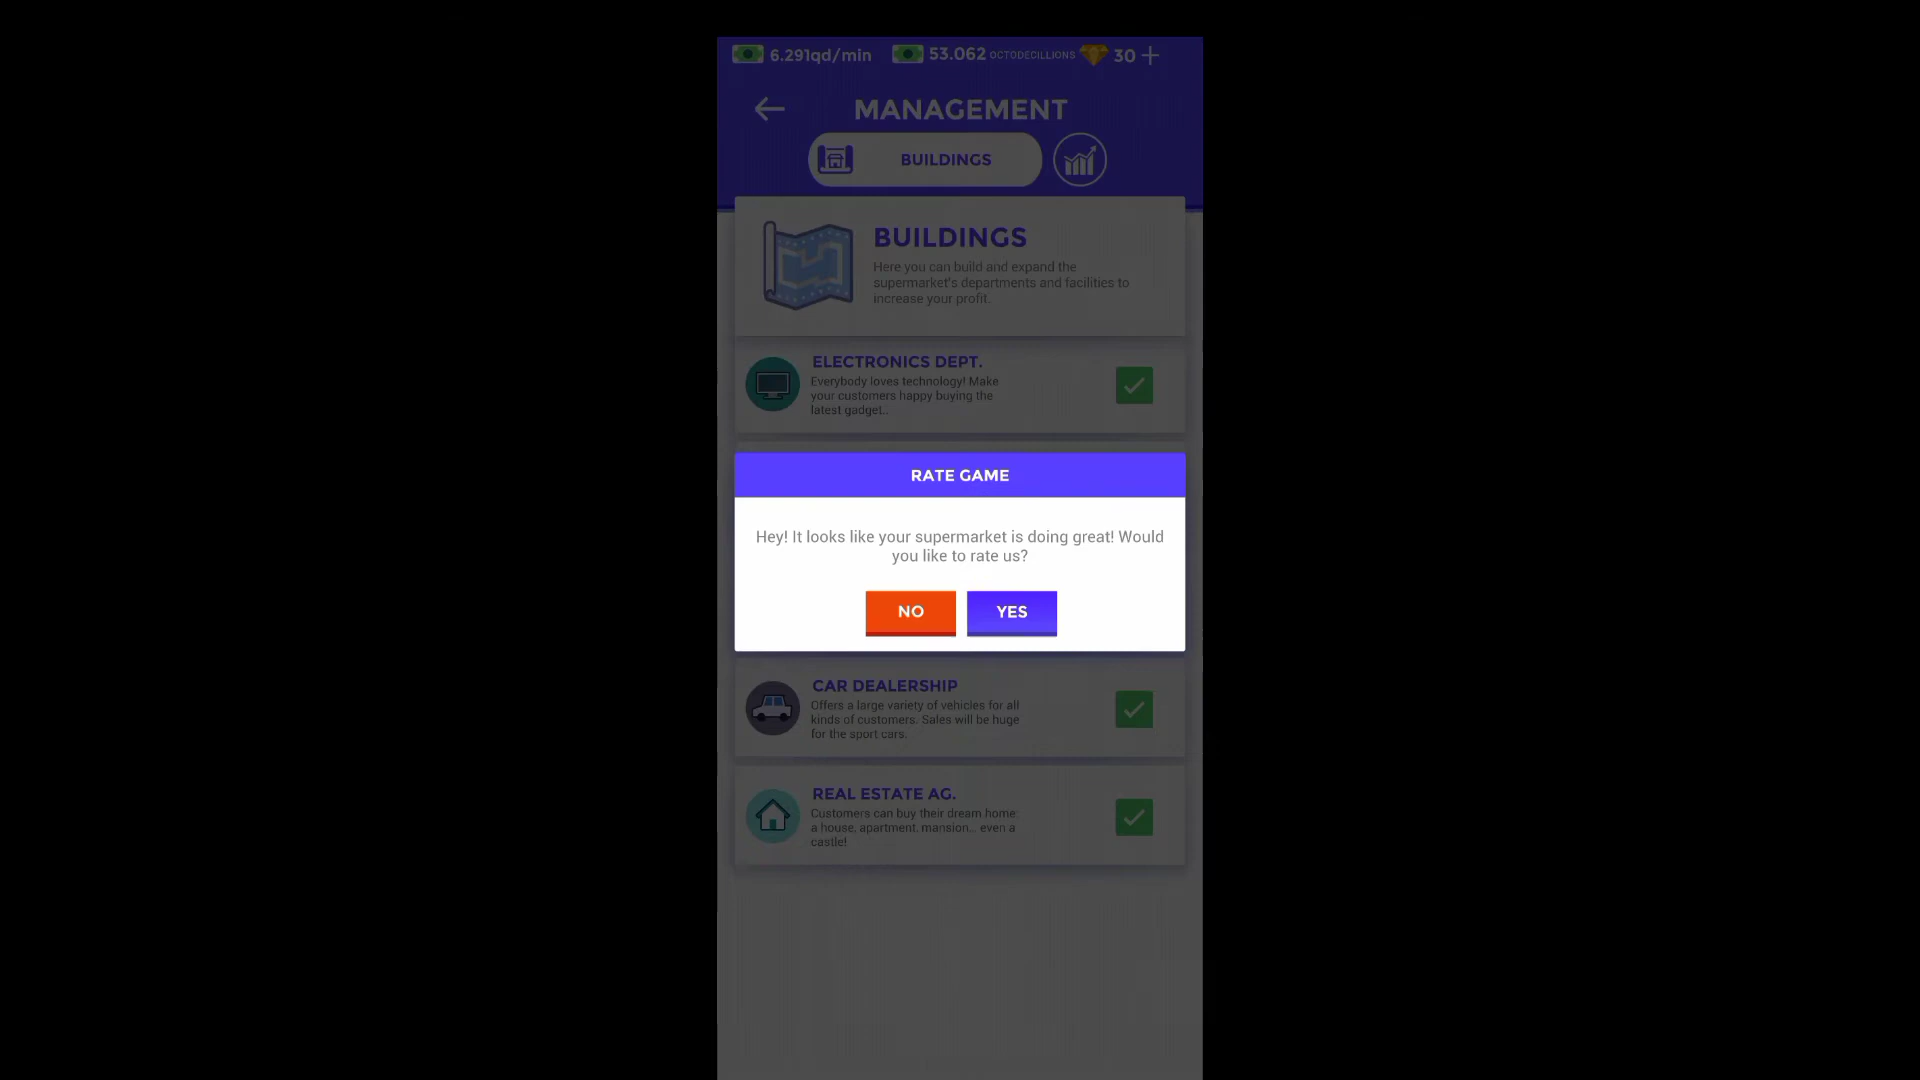 6.291qd/min 53.062 OCTODECILLIONS 30
MANAGEMENT
BUILDINGS
BUILDINGS
Here you can build and expand the
supermarket's departments and facilities to
increase your profit.
ELECTRONICS DEPT.
Everybody loves technology! Make
your customers happy buying the
latest gadget..
RATE GAME
Hey! It looks like your supermarket is doing great! Would
you like to rate us?
NO YES
CAR DEALERSHIP
Offers a large variety of vehicles for all
kinds of customers. Sales will be huge
for the sport cars.
REAL ESTATE AG.
Customers can buy their dream home:
a house, apartment, mansion... even a
castle!